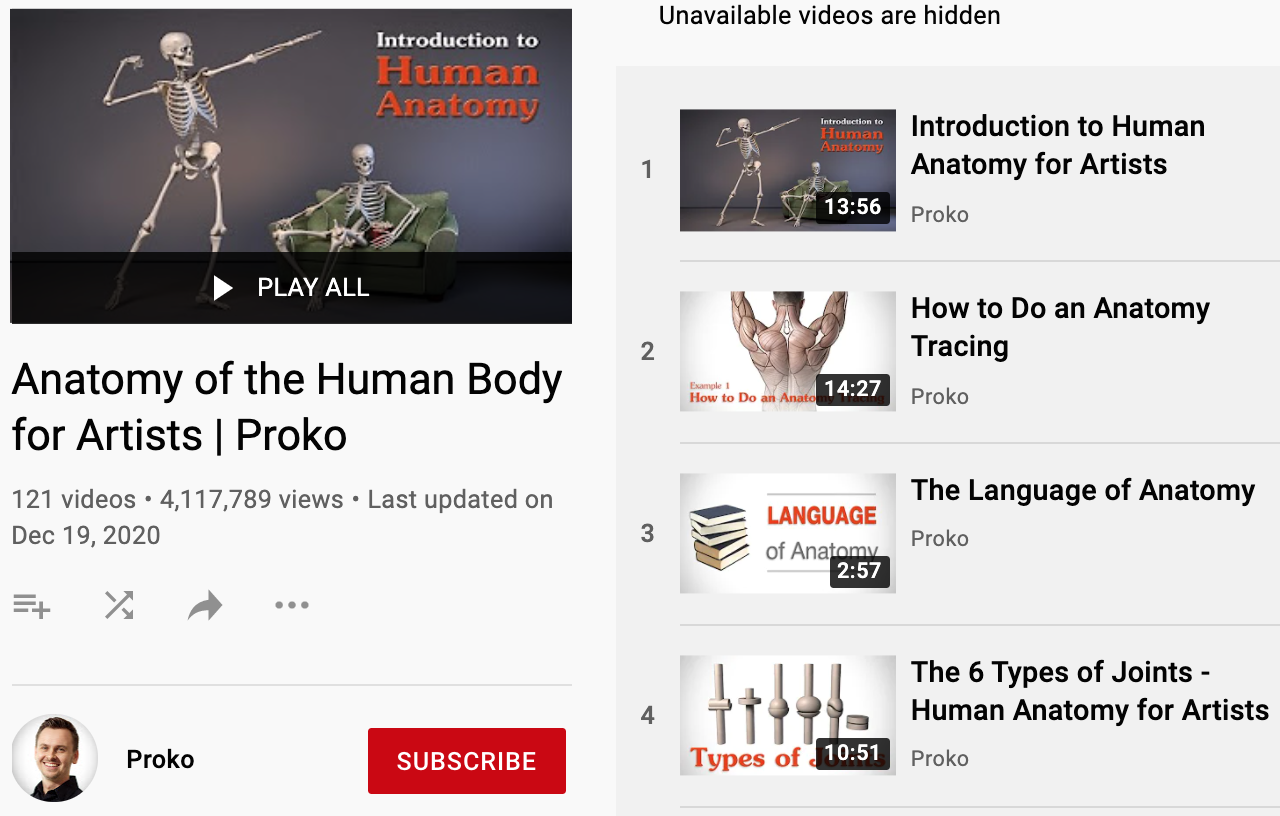 Introduction to
Human
Anatomy
PLAY ALL
Anatomy of the Human Body
for Artists | Proko
121 videos • 4,117,789 views • Last updated on
Dec 19, 2020
Proko
SUBSCRIBE
Unavailable videos are hidden
1
Introduction to
Human
Anatomy
13:56
Introduction to Human
Anatomy for Artists
Proko
2
Example 1
How to Do an Anatomy Tracing
14:27
How to Do an Anatomy
Tracing
Proko
3
LANGUAGE
of Anatomy
2:57
The Language of Anatomy
Proko
4
Types of Joints
10:51
The 6 Types of Joints -
Human Anatomy for Artists
Proko